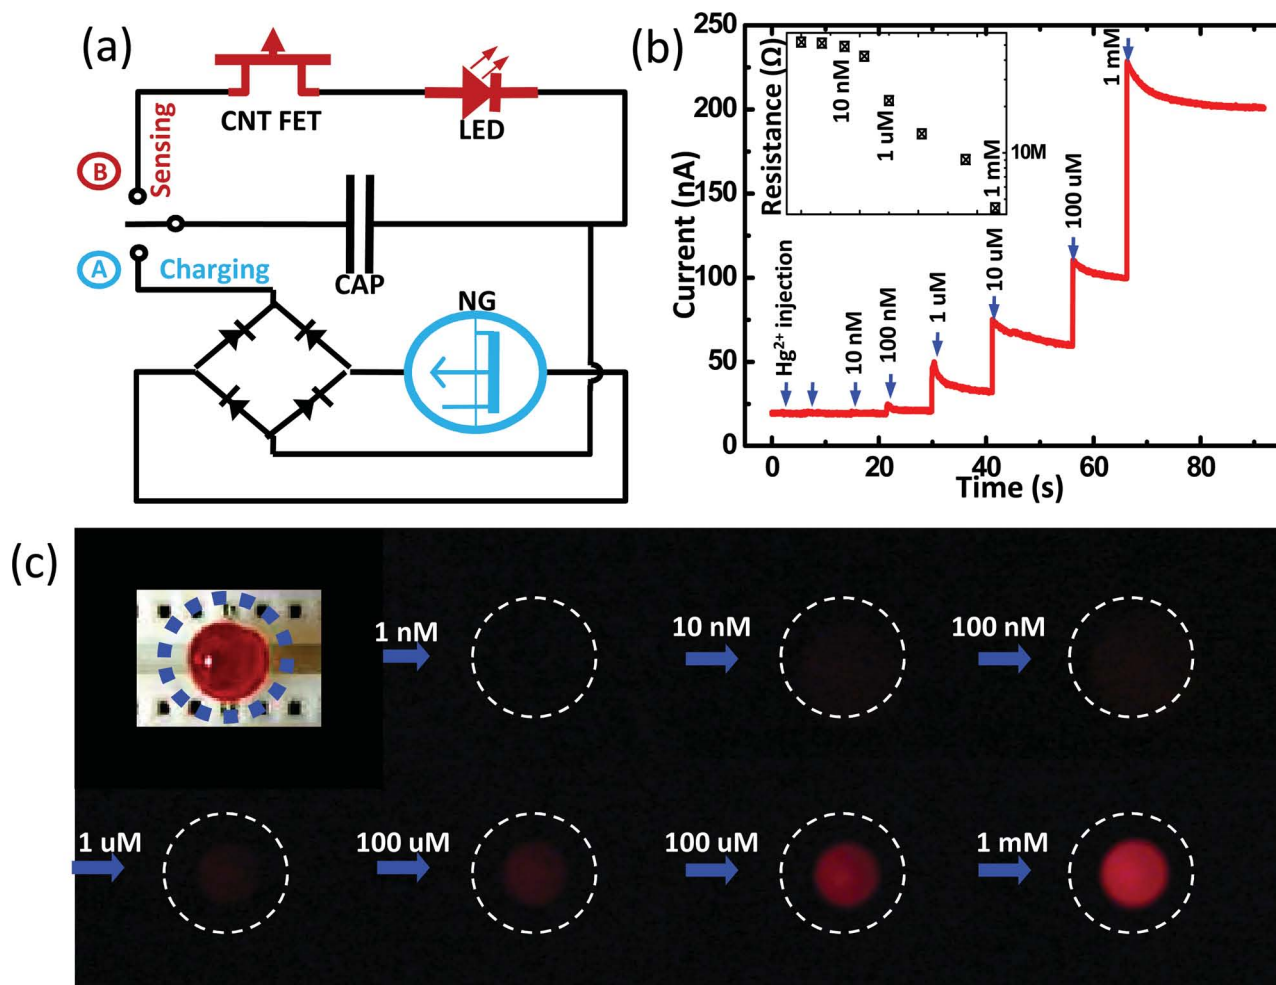 (a)
CNT FET
LED
B
Sensing
A
Charging
CAP
NG
(b)
Current (nA)
250
200
150
100
50
0
0
20
40
60
80
Time (s)
Hg2+ injection
10 nM
100 nM
1 uM
10 uM
100 uM
1 mM
Resistance (Ω)
10 nM
1 uM
1 mM
10M
(c)
1 nM
10 nM
100 nM
1 uM
100 uM
100 uM
1 mM